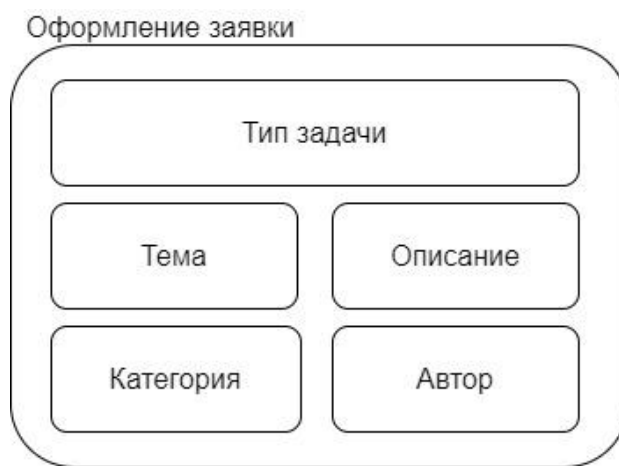 Оформление заявки
Тип задачи
Тема
Описание
Категория
Автор